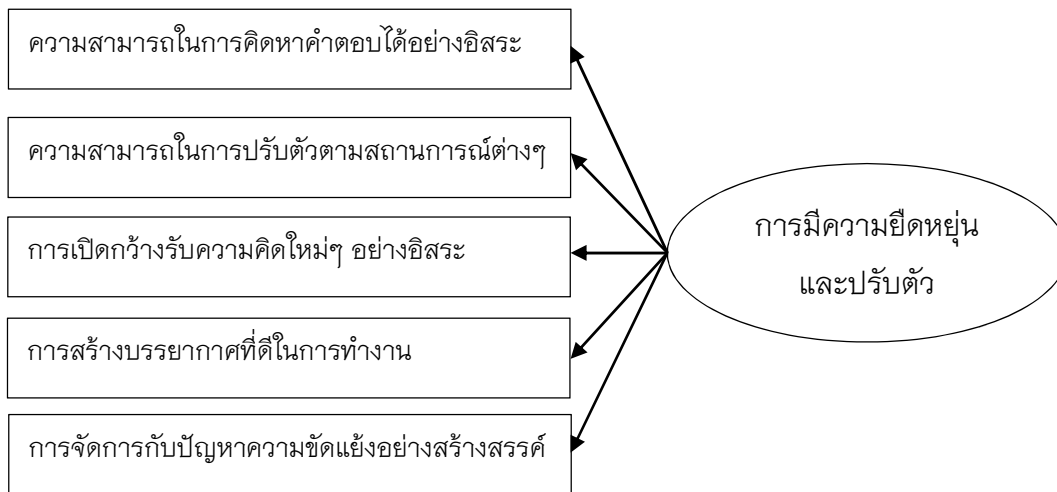 ความสามารถในการคิดหาคำตอบได้อย่างอิสระ
ความสามารถในการปรับตัวตามสถานการณ์ต่างๆ
การเปิดกว้างรับความคิดใหม่ๆ อย่างอิสระ
การสร้างบรรยากาศที่ดีในการทำงาน
การจัดการกับปัญหาความขัดแย้งอย่างสร้างสรรค์
การมีความยืดหยุ่น
และปรับตัว